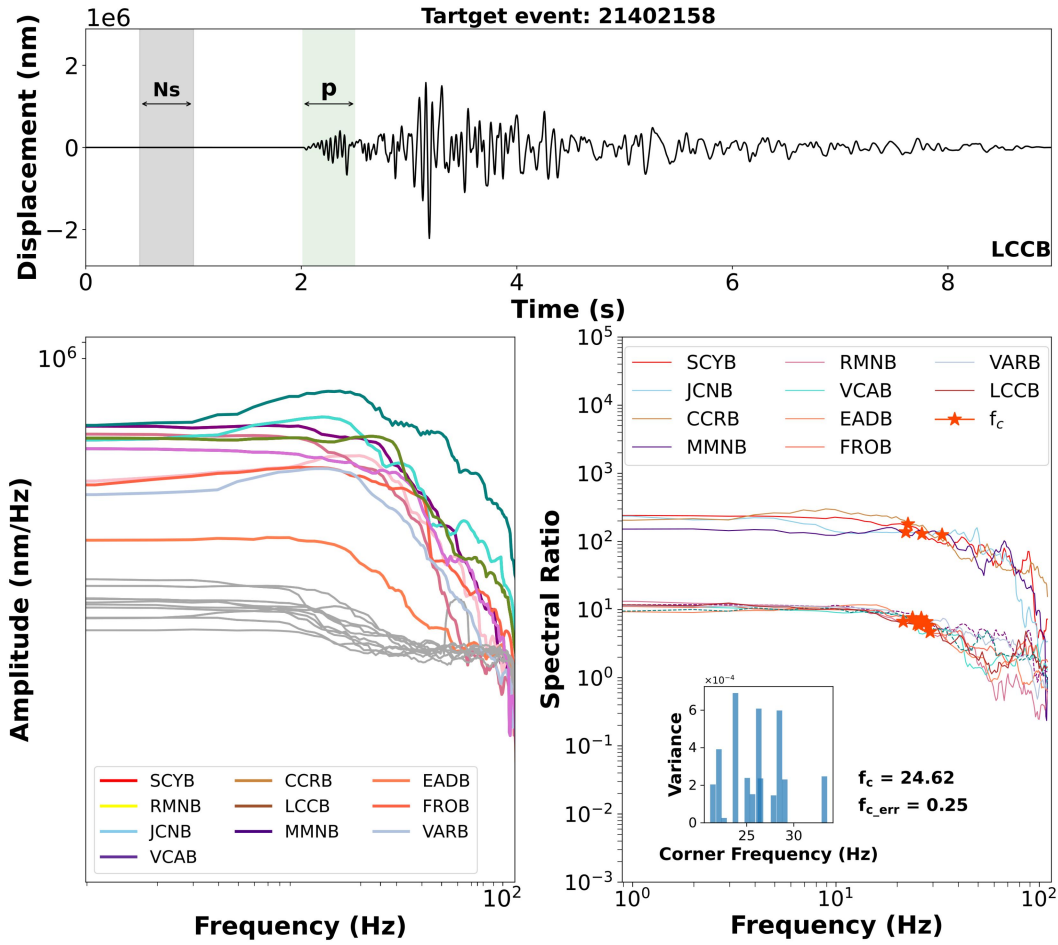 Tartget event: 21402158
1e6
Displacement (nm)
2
0
−2
Ns
p
LCCB
0 2 4 6 8
Time (s)
Amplitude (nm/Hz)
10^6
SCYB CCRB EADB
RMNB LCCB FROB
JCNB MMNB VARB
VCAB
10^2
Frequency (Hz)
Spectral Ratio
10^5
10^4
10^3
10^2
10^1
10^0
10^−1
10^−2
10^−3
SCYB RMNB VARB
JCNB VCAB LCCB
CCRB EADB f_c
MMNB FROB
×10^−4
Variance
6
4
2
0
25 30
Corner Frequency (Hz)
f_c = 24.62
f_c_err = 0.25
10^0 10^1 10^2
Frequency (Hz)